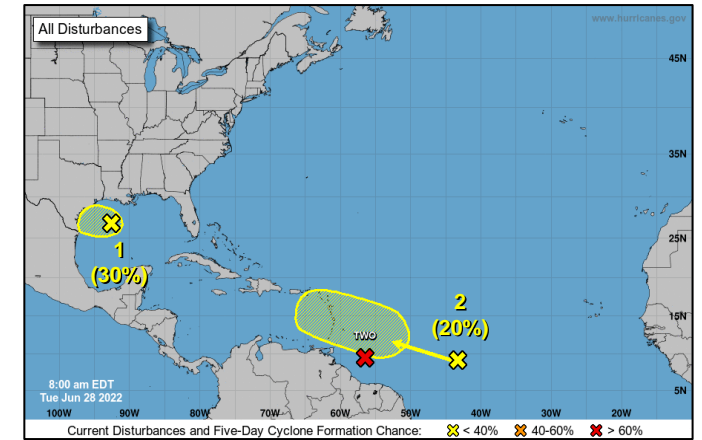 www.hurricanes.gov
All Disturbances
45N
35N
25N
15N
5N
1
(30%)
2
(20%)
TWO
8:00 am EDT
Tue Jun 28 2022
100W 90W 80W 70W 60W 50W 40W 30W 20W
Current Disturbances and Five-Day Cyclone Formation Chance: < 40% 40-60% > 60%